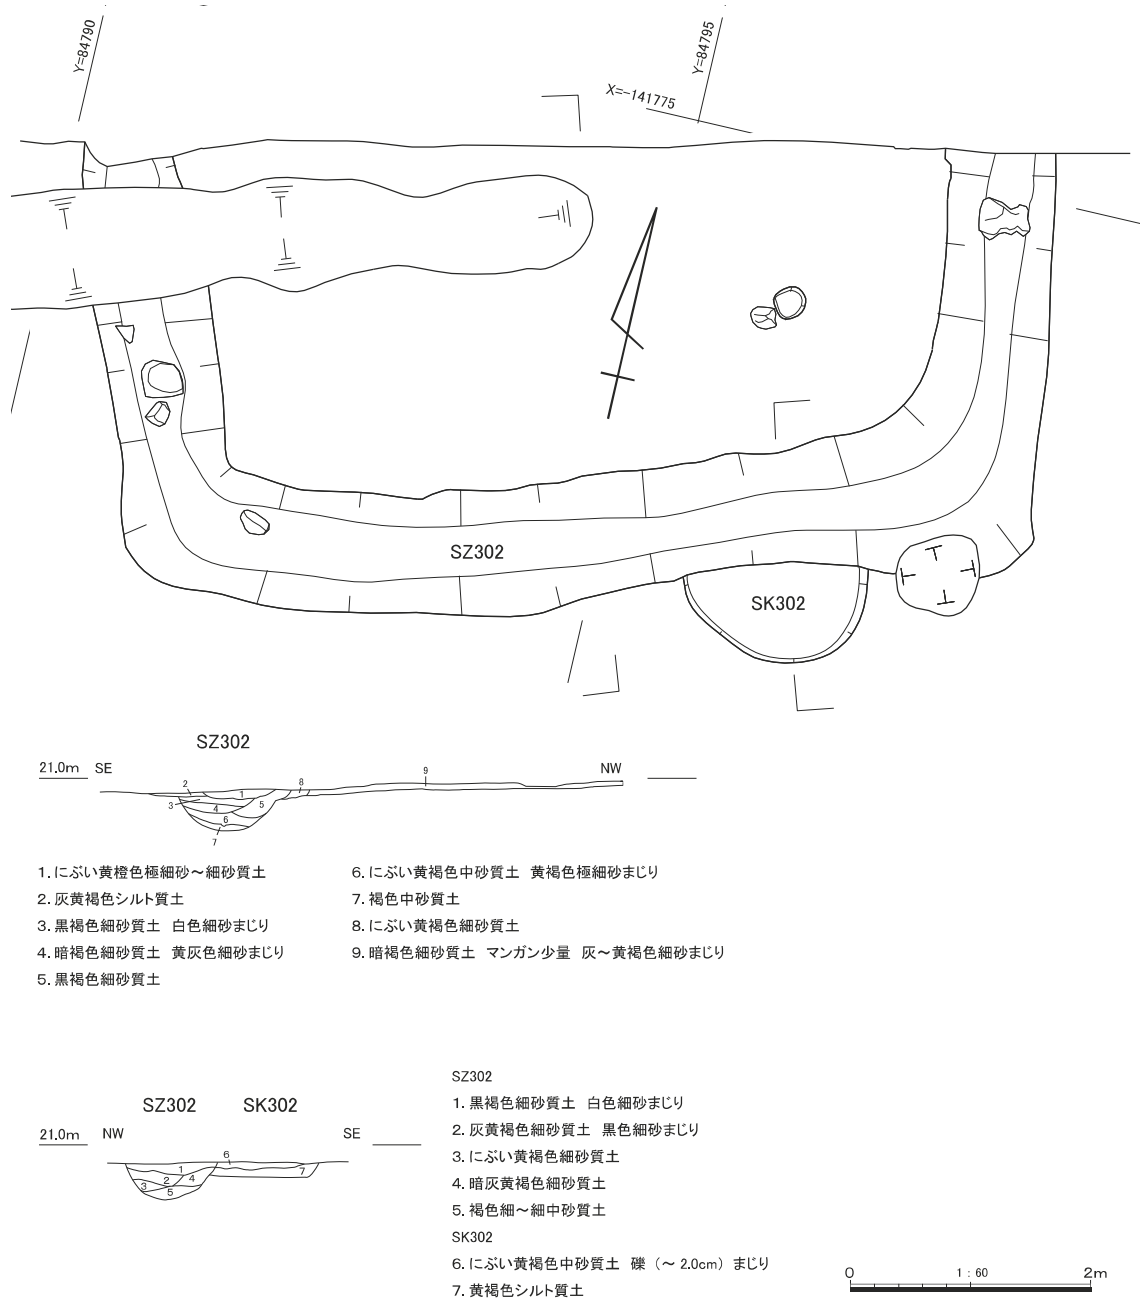 Y=84790
Y=84795
X=-141775
SZ302
SK302
SZ302
21.0m SE
NW
2
1
8
9
3
4
5
6
7
1. にぶい黄橙色極細砂～細砂質土
2. 灰黄褐色シルト質土
3. 黒褐色細砂質土 白色細砂まじり
4. 暗褐色細砂質土 黄灰色細砂まじり
5. 黒褐色細砂質土
6. にぶい黄褐色中砂質土 黄褐色極細砂まじり
7. 褐色中砂質土
8. にぶい黄褐色細砂質土
9. 暗褐色細砂質土 マンガン少量 灰～黄褐色細砂まじり
SZ302 SK302
21.0m NW
SE
6
1
7
2
4
3
5
SZ302
1. 黒褐色細砂質土 白色細砂まじり
2. 灰黄褐色細砂質土 黒色細砂まじり
3. にぶい黄褐色細砂質土
4. 暗灰黄褐色細砂質土
5. 褐色細～細中砂質土
SK302
6. にぶい黄褐色中砂質土 礫（～2.0cm）まじり
7. 黄褐色シルト質土
0 1:60 2m